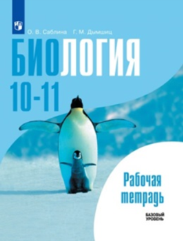 О. В. Саблина Г. М. Дымшиц
БИОЛОГИЯ
10-11
Рабочая тетрадь
БАЗОВЫЙ
УРОВЕНЬ